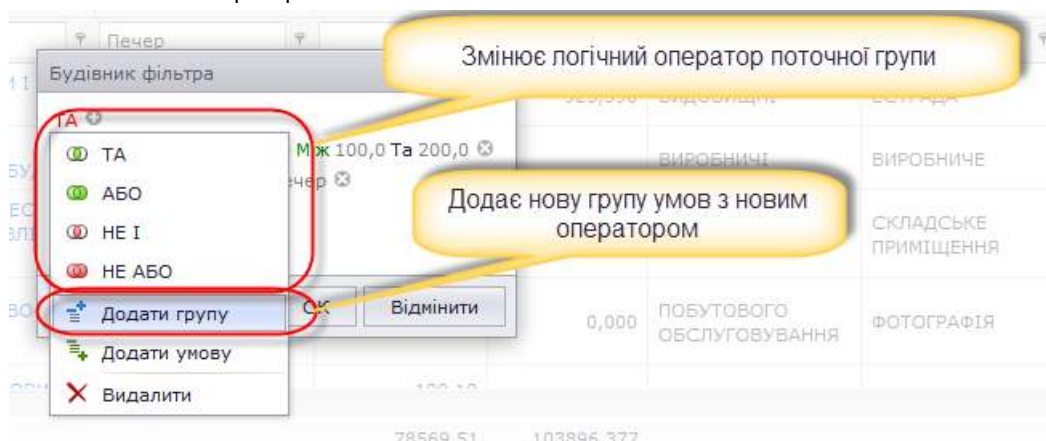 Печер
Змінює логічний оператор поточної групи
Будівник фільтра
ТА
ТА
Між 100,0 Та 200,0
ВИРОБНИЧІ
ВИРОБНИЧЕ
АБО
Додає нову групу умов з новим
оператором
НЕ І
СКЛАДСЬКЕ
ПРИМІЩЕННЯ
НЕ АБО
Додати групу
ОК
Відмінити
0,000
ПОБУТОВОГО
ОБСЛУГОВУВАННЯ
ФОТОГРАФІЯ
Додати умову
Видалити
78569,51
103896,377